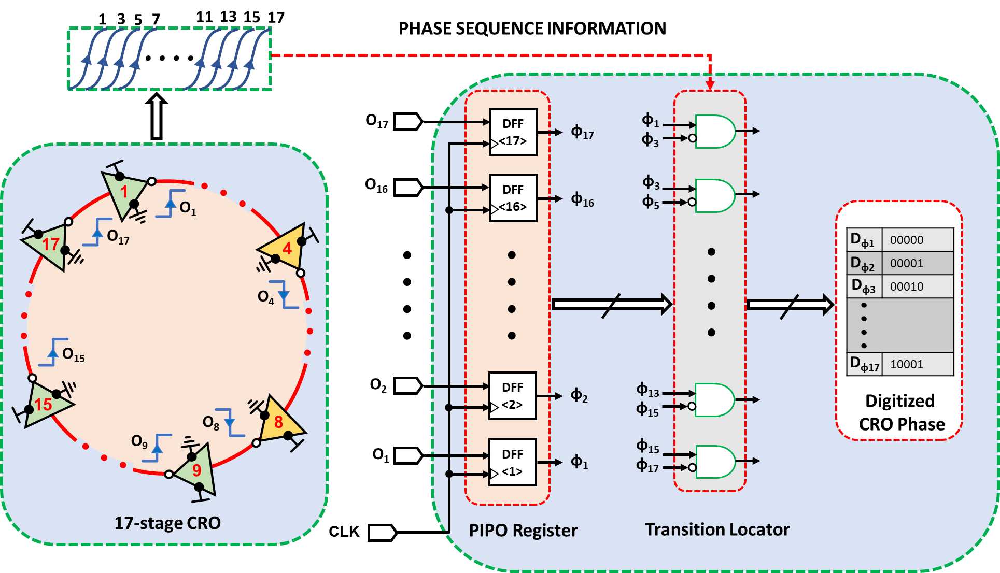 1 3 5 7 11 13 15 17
PHASE SEQUENCE INFORMATION
1
O1
17
O17
4
O4
O15
15
O8
8
O9
9
17-stage CRO
O17
DFF
<17>
ϕ17
O16
DFF
<16>
ϕ16
O2
DFF
<2>
ϕ2
O1
DFF
<1>
ϕ1
CLK
PIPO Register
ϕ1
ϕ3
ϕ3
ϕ5
ϕ13
ϕ15
ϕ15
ϕ17
Transition Locator
Dϕ1 00000
Dϕ2 00001
Dϕ3 00010
Dϕ17 10001
Digitized
CRO Phase